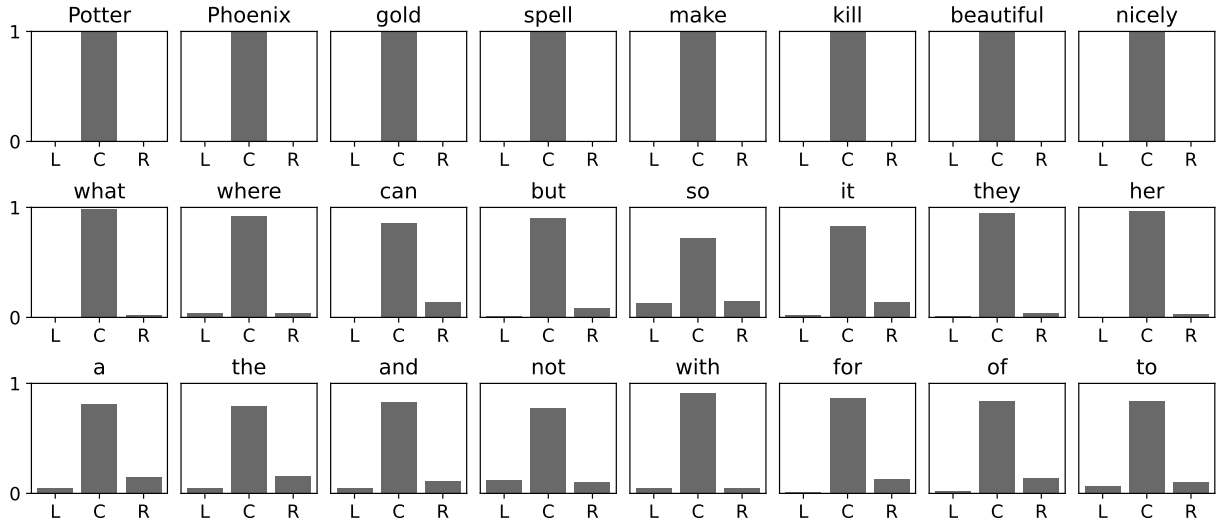 Potter Phoenix gold spell make kill beautiful nicely
1
0
L C R L C R L C R L C R L C R L C R L C R L C R
what where can but so it they her
1
0
L C R L C R L C R L C R L C R L C R L C R L C R
a the and not with for of to
1
0
L C R L C R L C R L C R L C R L C R L C R L C R